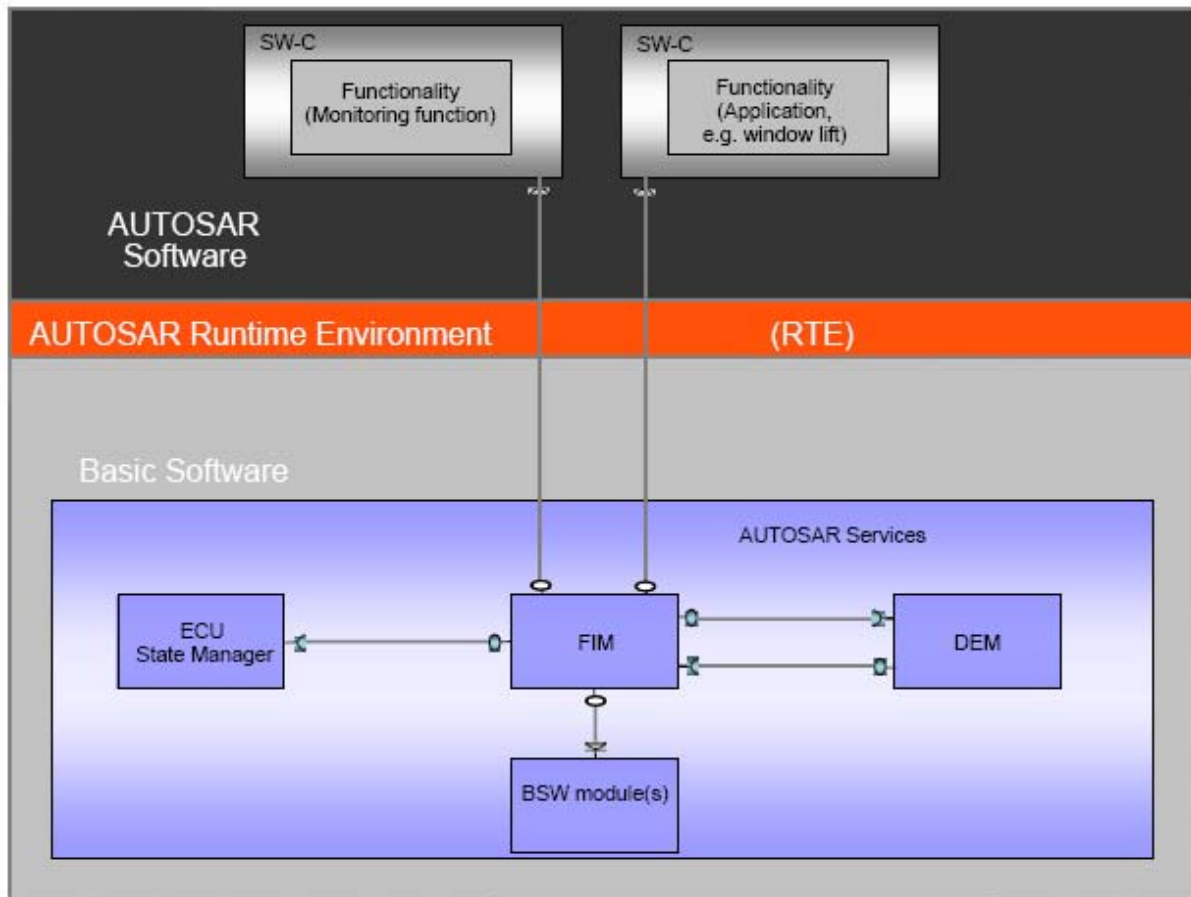 SW-C
Functionality
(Monitoring function)
SW-C
Functionality
(Application,
e.g. window lift)
AUTOSAR
Software
AUTOSAR Runtime Environment (RTE)
Basic Software
AUTOSAR Services
ECU
State Manager
FIM
DEM
BSW module(s)